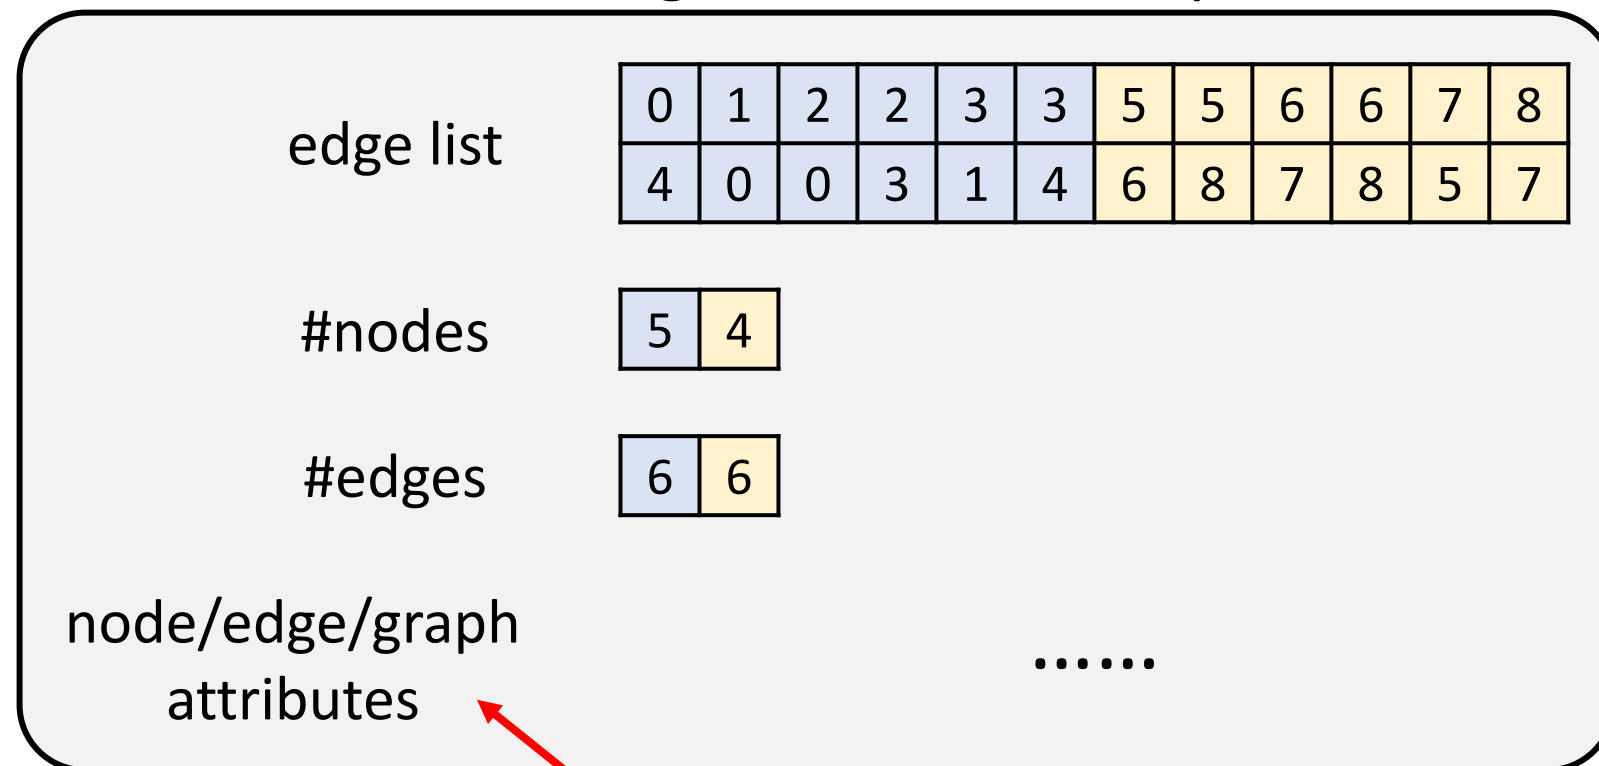 edge list
0 1 2 2 3 3 5 5 6 6 7 8
4 0 0 3 1 4 6 8 7 8 5 7
#nodes
5 4
#edges
6 6
node/edge/graph
attributes
……